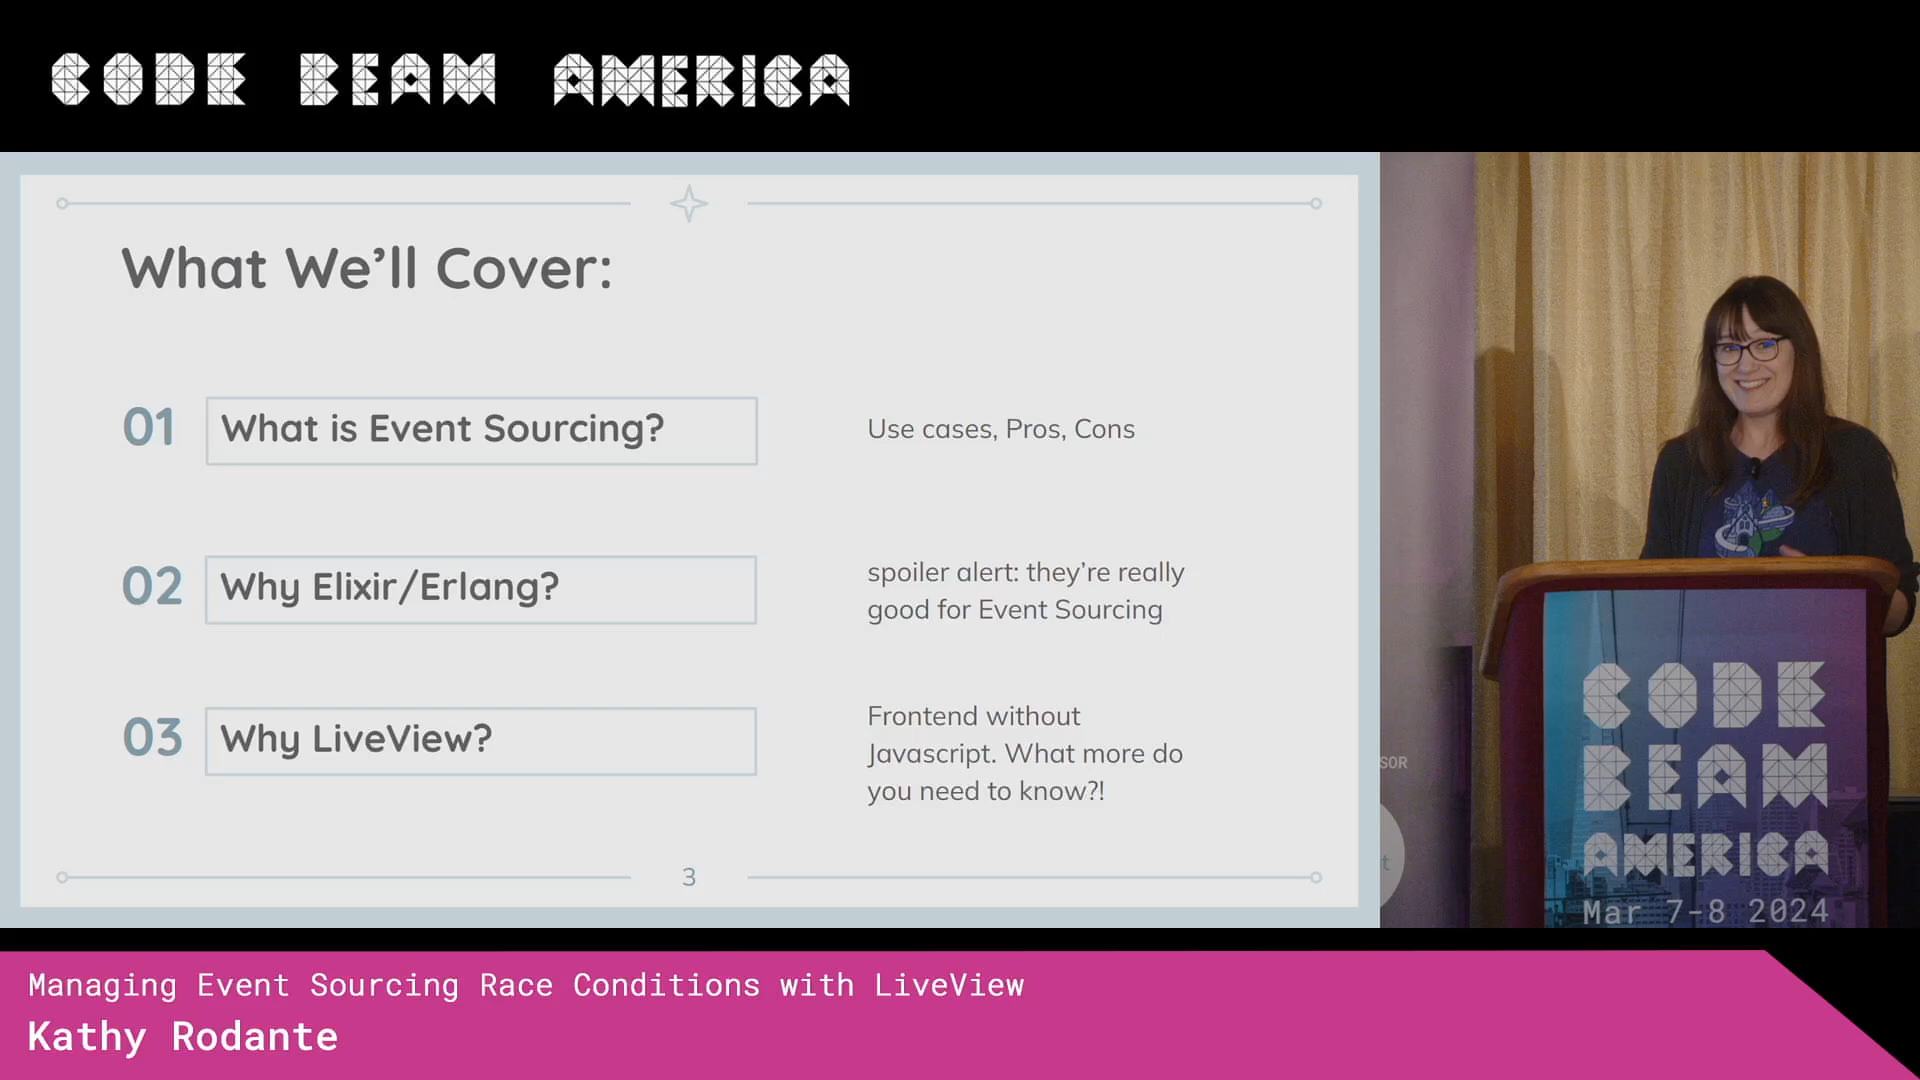 CODE BEAM AMERICA
What We’ll Cover:
01 What is Event Sourcing?
Use cases, Pros, Cons
02 Why Elixir/Erlang?
spoiler alert: they’re really
good for Event Sourcing
03 Why LiveView?
Frontend without
Javascript. What more do
you need to know?!
3
SOR
t
CODE
BEAM
AMERICA
Mar 7-8 2024
Managing Event Sourcing Race Conditions with LiveView
Kathy Rodante